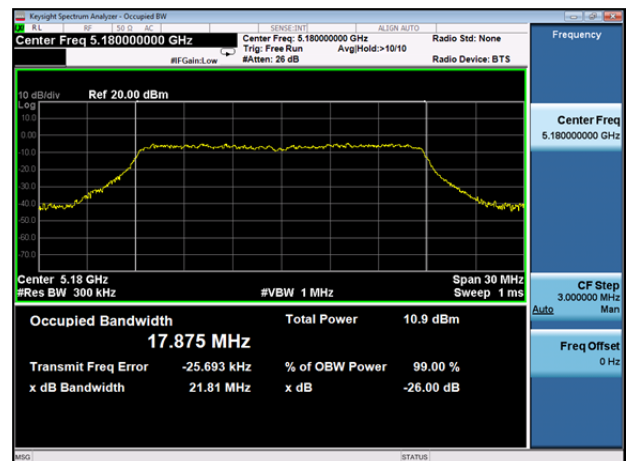 Keysight Spectrum Analyzer - Occupied BW
RL RF 50 Ω AC SENSE:INT ALIGN AUTO
Center Freq 5.180000000 GHz
Center Freq: 5.180000000 GHz Radio Std: None
Trig: Free Run Avg|Hold:>10/10
#IFGain:Low #Atten: 26 dB Radio Device: BTS
Frequency
10 dB/div Ref 20.00 dBm
Log
10.0
0.00
-10.0
-20.0
-30.0
-40.0
-50.0
-60.0
-70.0
Center 5.18 GHz Span 30 MHz
#Res BW 300 kHz #VBW 1 MHz Sweep 1 ms
Occupied Bandwidth Total Power 10.9 dBm
17.875 MHz
Transmit Freq Error -25.693 kHz % of OBW Power 99.00 %
x dB Bandwidth 21.81 MHz x dB -26.00 dB
Center Freq
5.180000000 GHz
CF Step
3.000000 MHz
Auto Man
Freq Offset
0 Hz
MSG STATUS